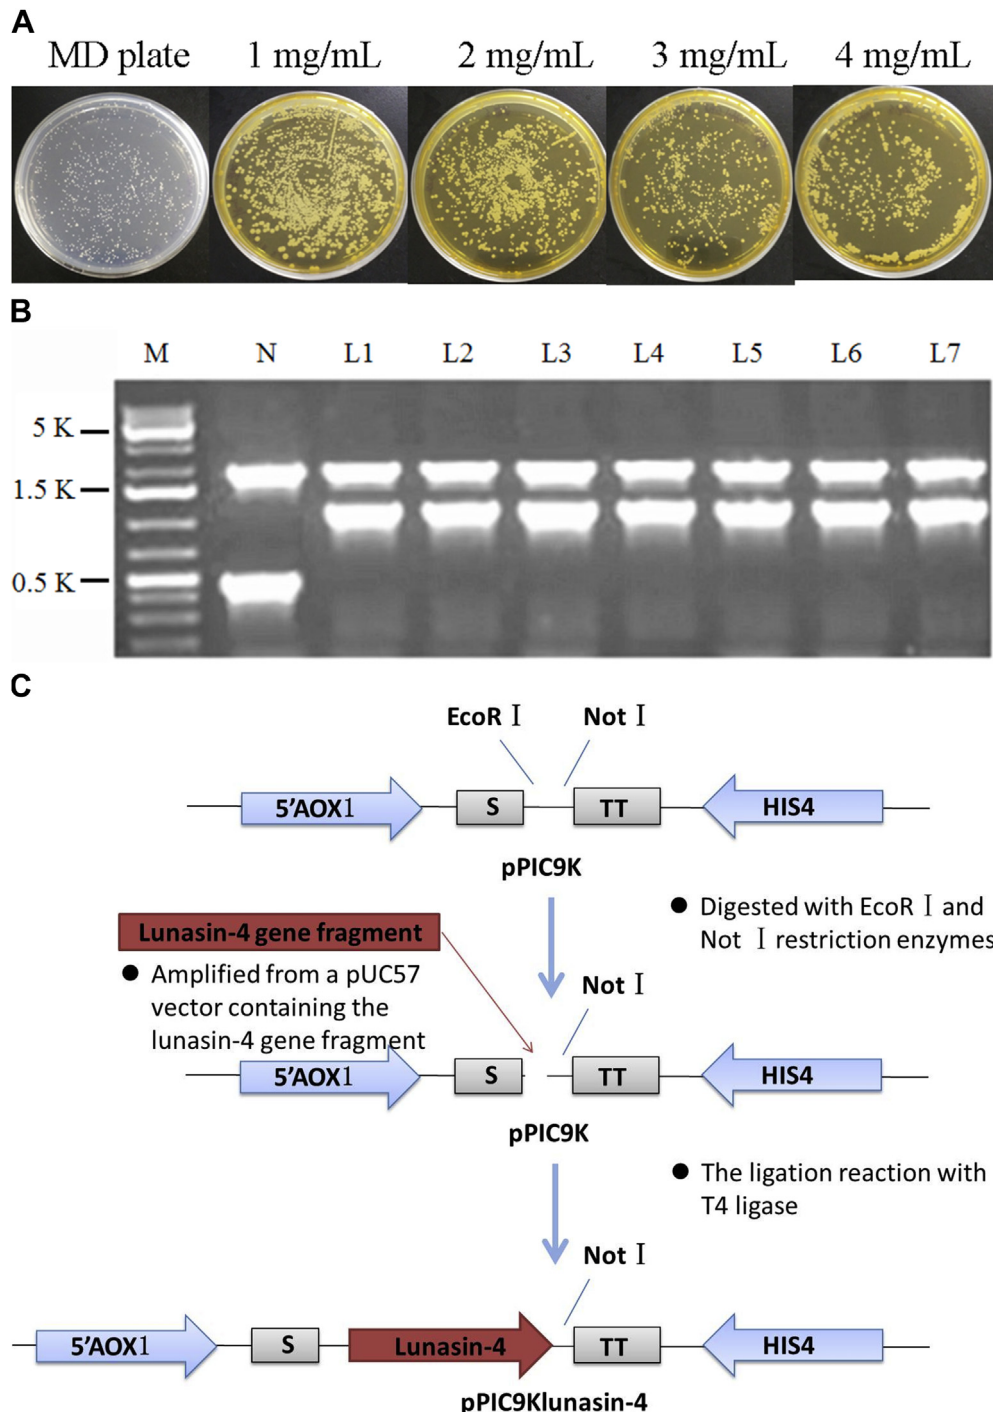 A
MD plate 1 mg/mL 2 mg/mL 3 mg/mL 4 mg/mL
B
M N L1 L2 L3 L4 L5 L6 L7
5 K
1.5 K
0.5 K
C
EcoR Ⅰ Not Ⅰ
5'AOX1 S TT HIS4
pPIC9K
● Digested with EcoR Ⅰ and
Not Ⅰ restriction enzymes
Lunasin-4 gene fragment
● Amplified from a pUC57
vector containing the
lunasin-4 gene fragment
Not Ⅰ
5'AOX1 S TT HIS4
pPIC9K
● The ligation reaction with
T4 ligase
Not Ⅰ
5'AOX1 S Lunasin-4 TT HIS4
pPIC9Klunasin-4